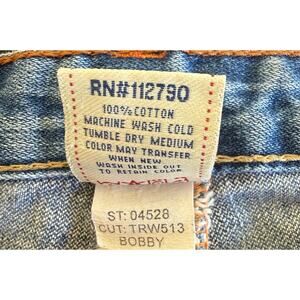 RN#112790
100% COTTON
MACHINE WASH COLD
TUMBLE DRY MEDIUM
COLOR MAY TRANSFER
WHEN NEW
WASH INSIDE OUT
TO RETAIN COLOR
ST: 04528
CUT: TRW513
BOBBY